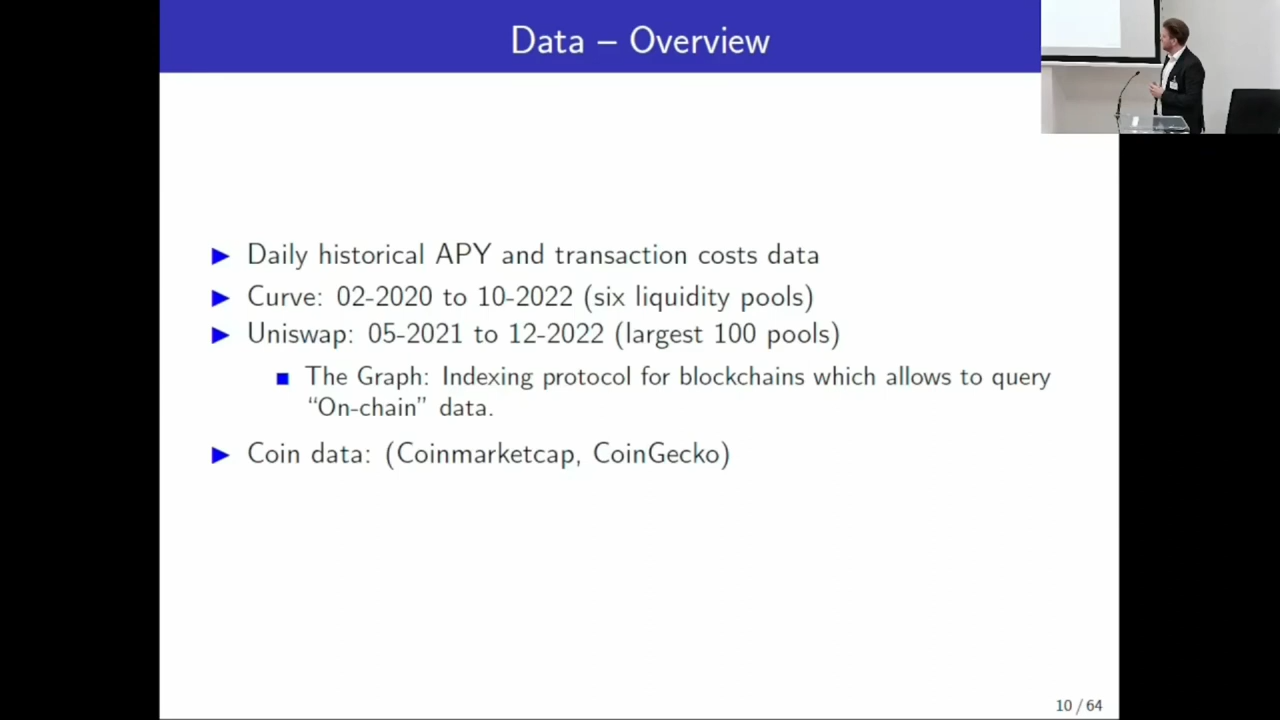 Data – Overview
Daily historical APY and transaction costs data
Curve: 02-2020 to 10-2022 (six liquidity pools)
Uniswap: 05-2021 to 12-2022 (largest 100 pools)
The Graph: Indexing protocol for blockchains which allows to query
“On-chain” data.
Coin data: (Coinmarketcap, CoinGecko)
10 / 64